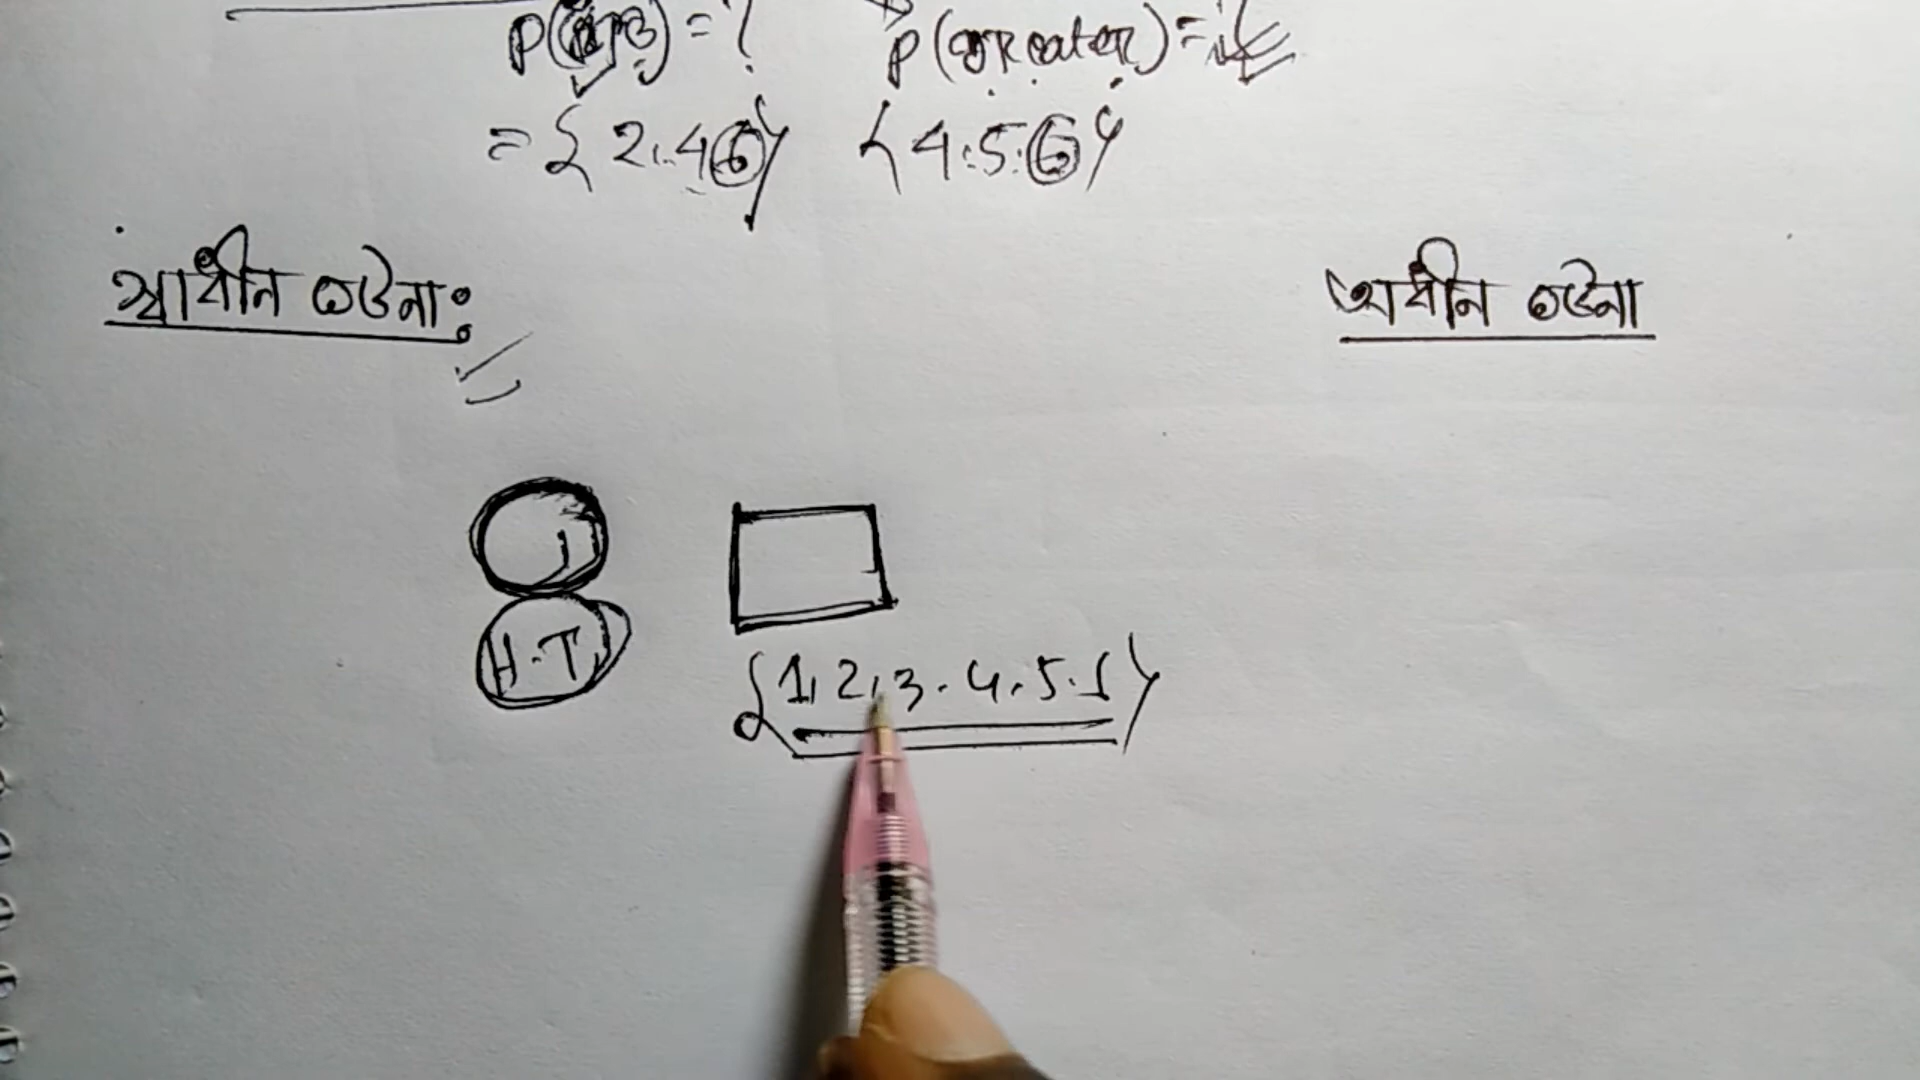 P( )=? P(greater)=?
={2,4,6} {4.5.6}
স্বাধীন ঘটনা: অধীন ঘটনা
H.T
{1,2,3.4.5.6}